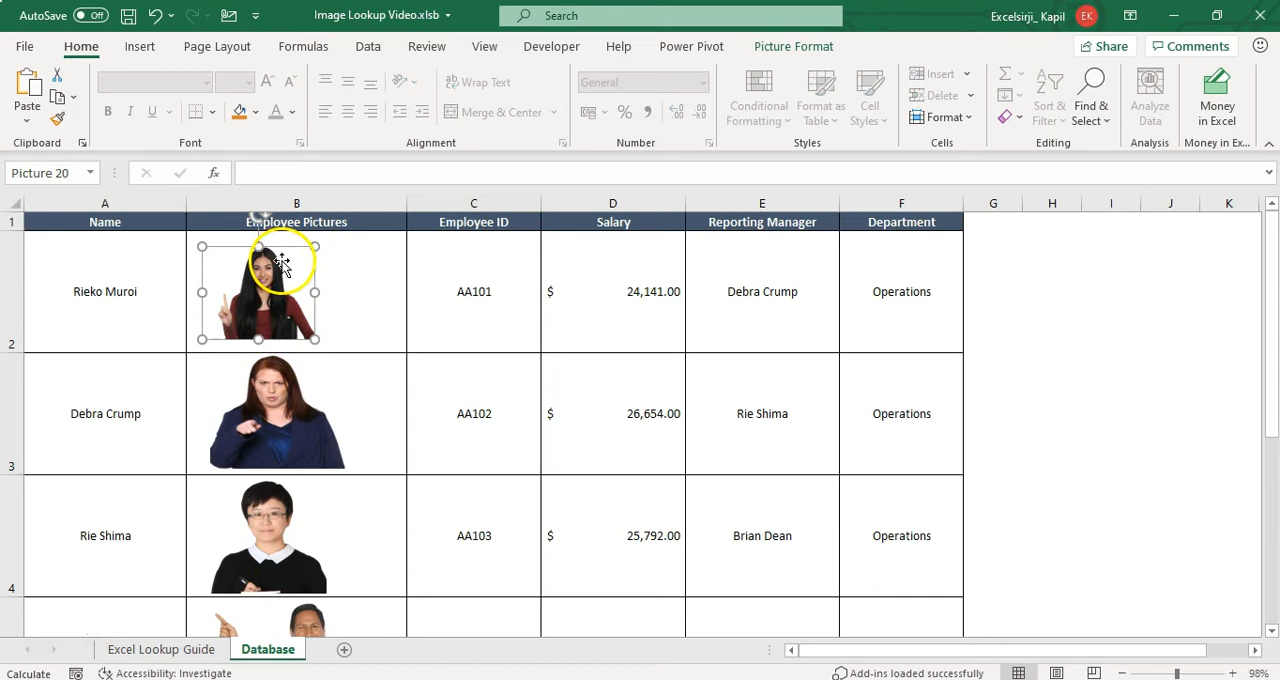 AutoSave Off Image Lookup Video.xlsb Search Excelsirji_ Kapil EK
File Home Insert Page Layout Formulas Data Review View Developer Help Power Pivot Picture Format Share Comments
Paste
Clipboard
Font
Wrap Text
Merge & Center
Alignment
General
Number
Conditional Formatting
Format as Table
Cell Styles
Styles
Insert
Delete
Format
Cells
Sort & Filter
Find & Select
Editing
Analyze Data
Analysis
Money in Excel
Money in Ex...
Picture 20 fx
A B C D E F G H I J K
1 Name Employee Pictures Employee ID Salary Reporting Manager Department
2 Rieko Muroi AA101 $ 24,141.00 Debra Crump Operations
3 Debra Crump AA102 $ 26,654.00 Rie Shima Operations
4 Rie Shima AA103 $ 25,792.00 Brian Dean Operations
Excel Lookup Guide Database
Calculate Accessibility: Investigate Add-ins loaded successfully 98%